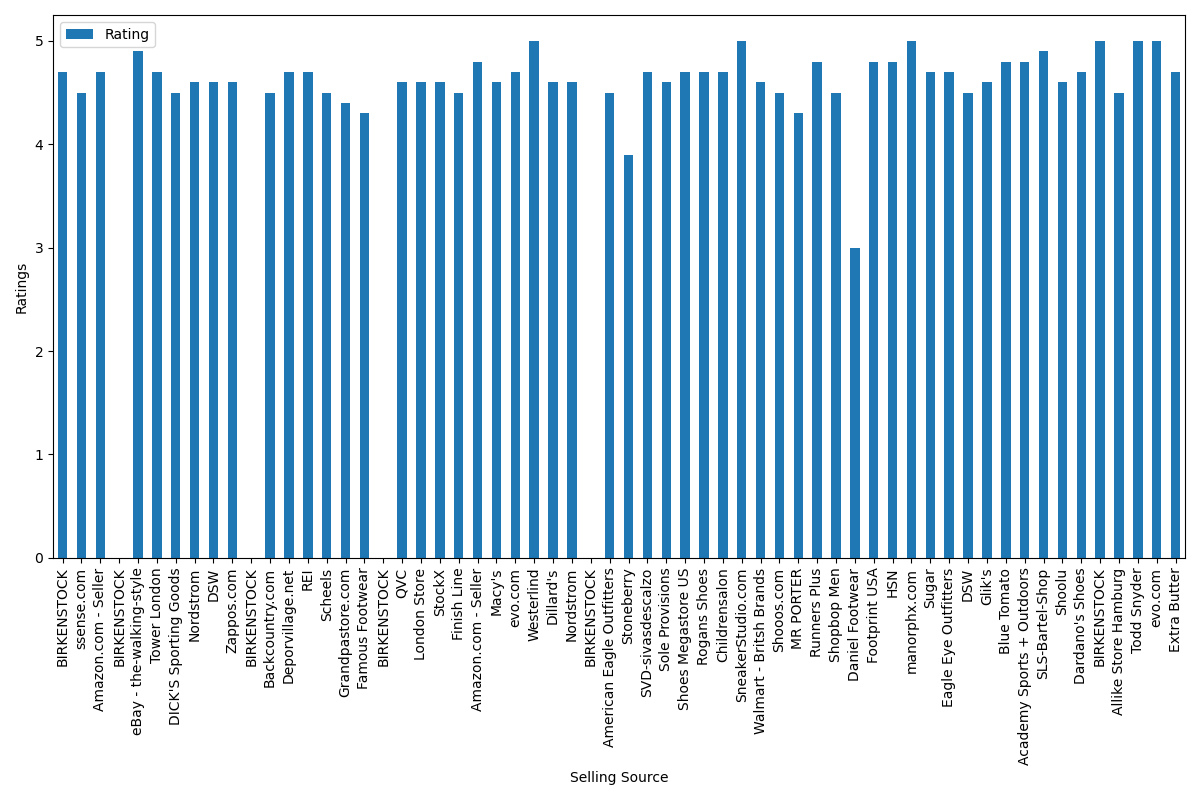 Rating
5
4
3
2
1
0
Ratings
BIRKENSTOCK
ssense.com
Amazon.com - Seller
BIRKENSTOCK
eBay - the-walking-style
Tower London
DICK'S Sporting Goods
Nordstrom
DSW
Zappos.com
BIRKENSTOCK
Backcountry.com
Deporvillage.net
REI
Scheels
Grandpastore.com
Famous Footwear
BIRKENSTOCK
QVC
London Store
StockX
Finish Line
Amazon.com - Seller
Macy's
evo.com
Westerlind
Dillard's
Nordstrom
BIRKENSTOCK
American Eagle Outfitters
Stoneberry
SVD-sivasdescalzo
Sole Provisions
Shoes Megastore US
Rogans Shoes
Childrensalon
SneakerStudio.com
Walmart - Britsh Brands
Shooos.com
MR PORTER
Runners Plus
Shopbop Men
Daniel Footwear
Footprint USA
HSN
manorphx.com
Sugar
Eagle Eye Outfitters
DSW
Glik's
Blue Tomato
Academy Sports + Outdoors
SLS-Bartel-Shop
Shoolu
Dardano's Shoes
BIRKENSTOCK
Allike Store Hamburg
Todd Snyder
evo.com
Extra Butter
Selling Source